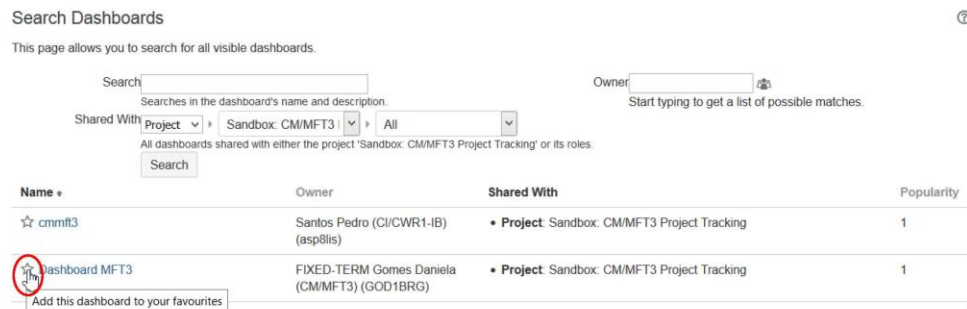 Search Dashboards
This page allows you to search for all visible dashboards.
Search
Owner
Searches in the dashboard's name and description.
Start typing to get a list of possible matches.
Shared With Project Sandbox: CM/MFT3 All
All dashboards shared with either the project 'Sandbox: CM/MFT3 Project Tracking' or its roles.
Search
Name Owner Shared With Popularity
cmmft3 Santos Pedro (CI/CWR1-IB) • Project: Sandbox: CM/MFT3 Project Tracking 1
(asp8lis)
Dashboard MFT3 FIXED-TERM Gomes Daniela • Project: Sandbox: CM/MFT3 Project Tracking 1
(CM/MFT3) (GOD1BRG)
Add this dashboard to your favourites